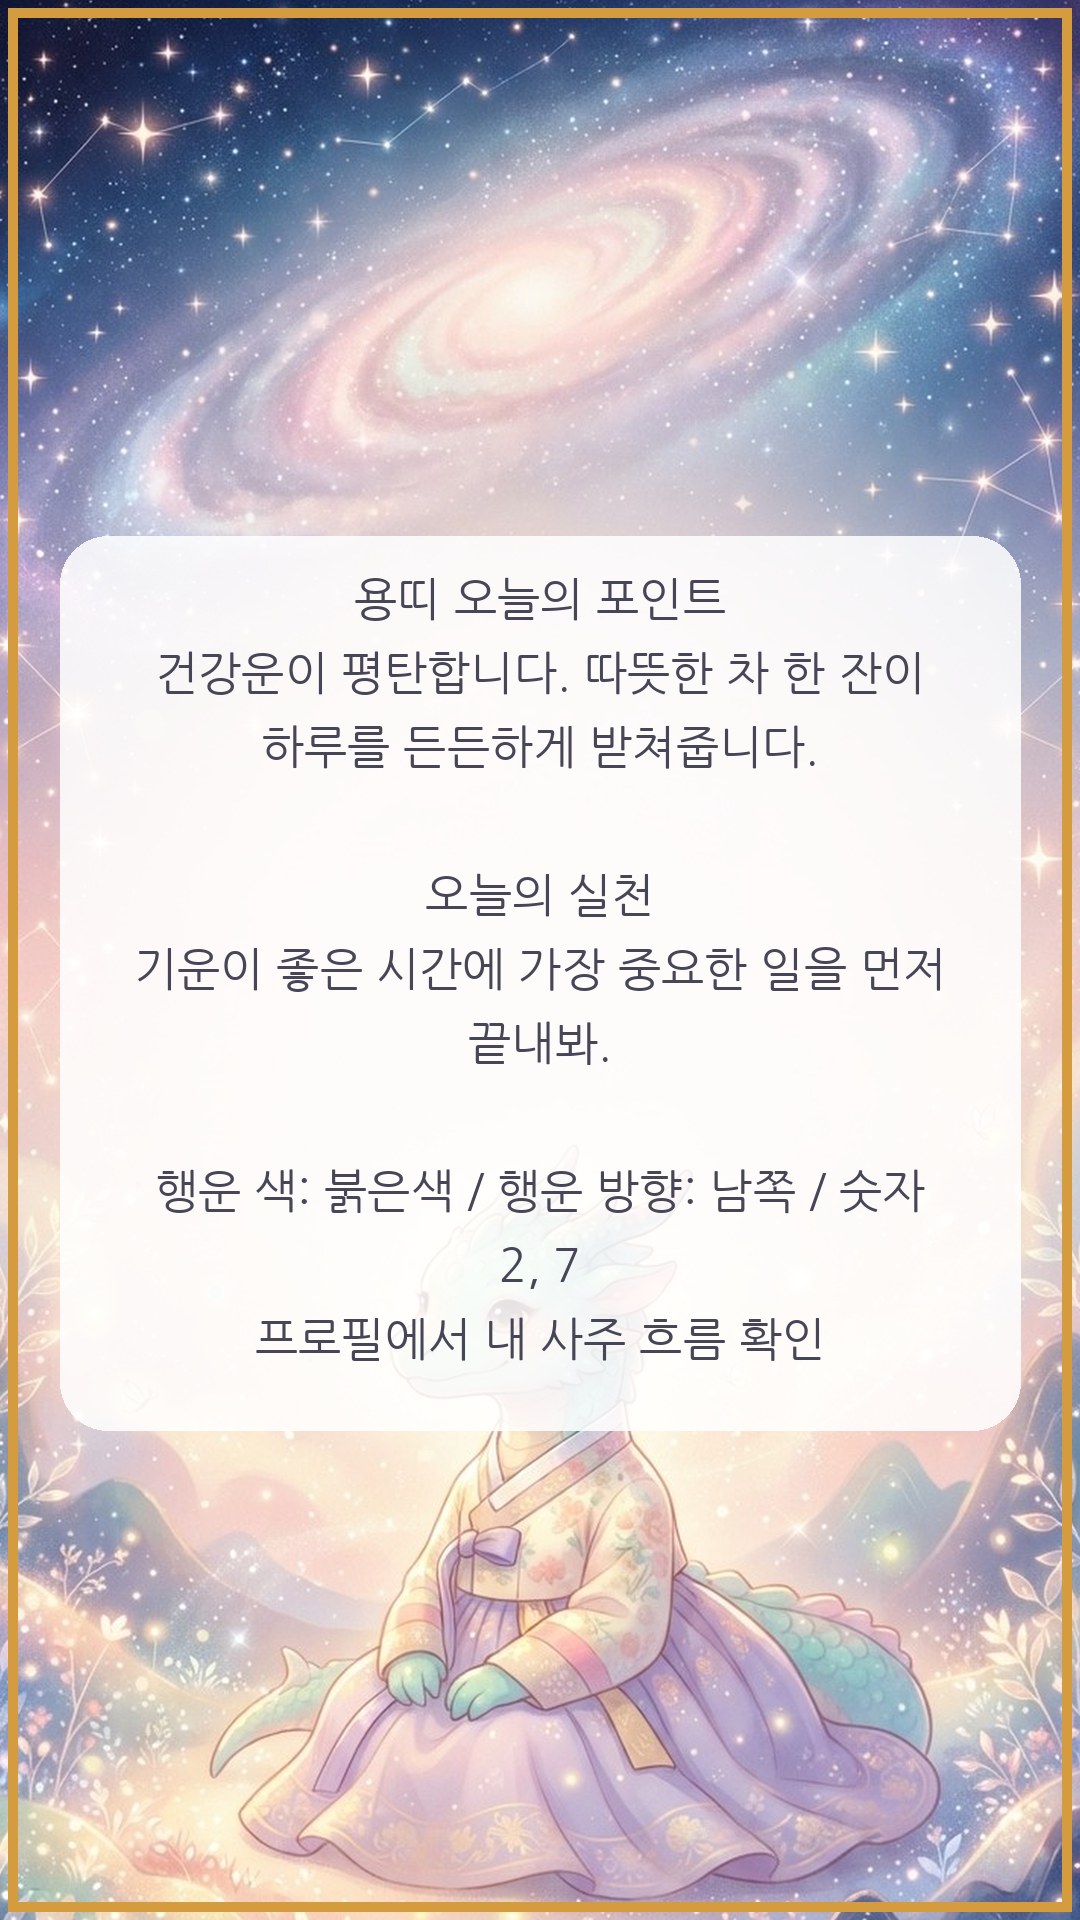 용띠 오늘의 포인트
건강운이 평탄합니다. 따뜻한 차 한 잔이
하루를 든든하게 받쳐줍니다.
오늘의 실천
기운이 좋은 시간에 가장 중요한 일을 먼저
끝내봐.
행운 색: 붉은색 / 행운 방향: 남쪽 / 숫자
2, 7
프로필에서 내 사주 흐름 확인